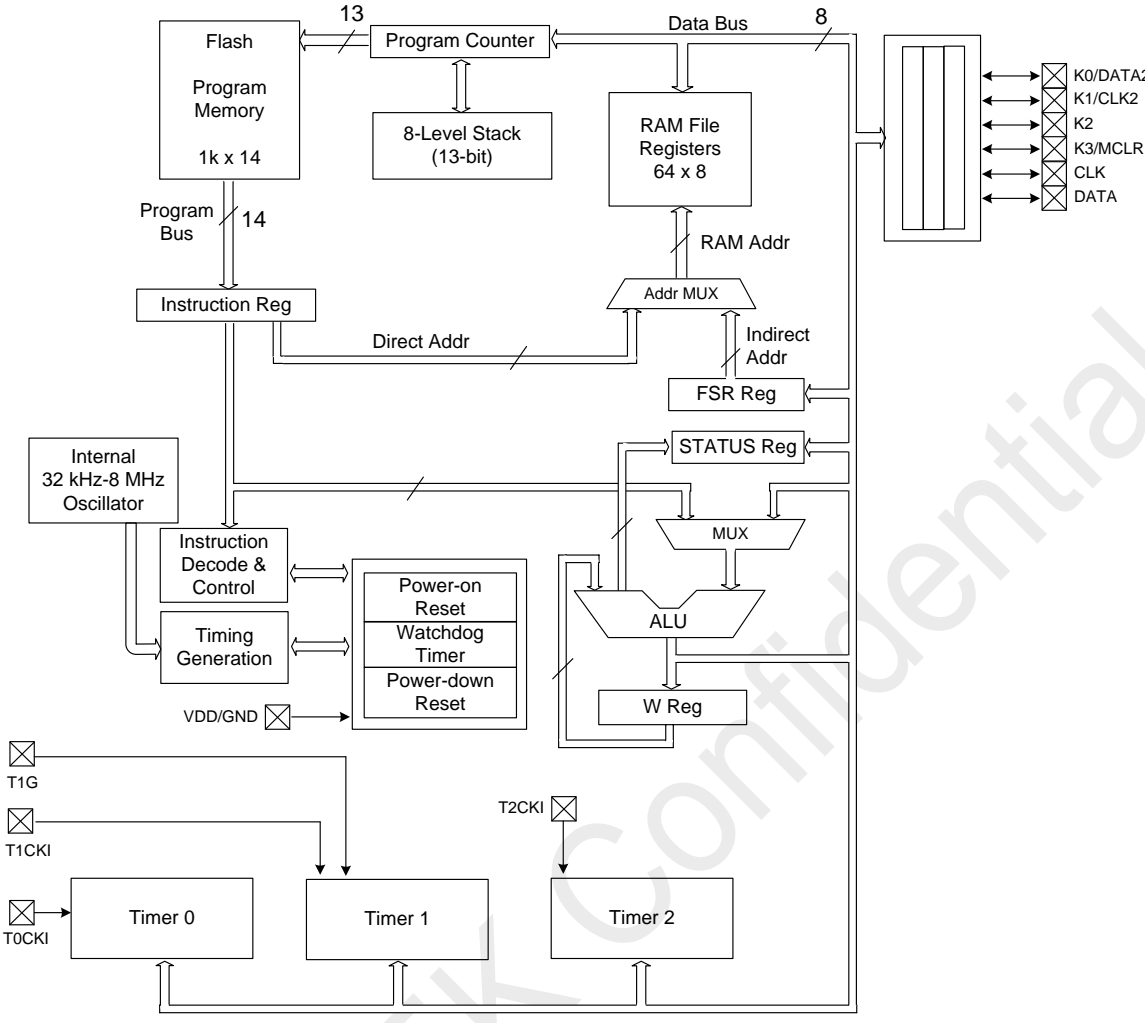 13
Data Bus
8
Flash
Program
Memory
1k x 14
Program Counter
8-Level Stack
(13-bit)
RAM File
Registers
64 x 8
K0/DATA2
K1/CLK2
K2
K3/MCLR
CLK
DATA
Program
Bus
14
RAM Addr
Instruction Reg
Addr MUX
Direct Addr
Indirect
Addr
FSR Reg
STATUS Reg
Internal
32 kHz-8 MHz
Oscillator
MUX
Instruction
Decode &
Control
Power-on
Reset
ALU
Timing
Generation
Watchdog
Timer
Power-down
Reset
W Reg
VDD/GND
T1G
T2CKI
T1CKI
T0CKI
Timer 0
Timer 1
Timer 2
Confidential